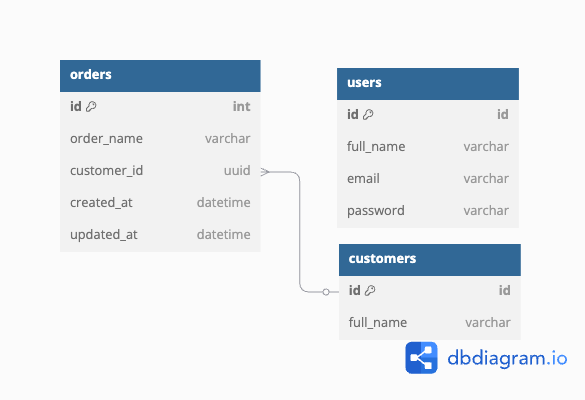 orders
id int
order_name varchar
customer_id uuid
created_at datetime
updated_at datetime
users
id id
full_name varchar
email varchar
password varchar
customers
id id
full_name varchar
dbdiagram.io